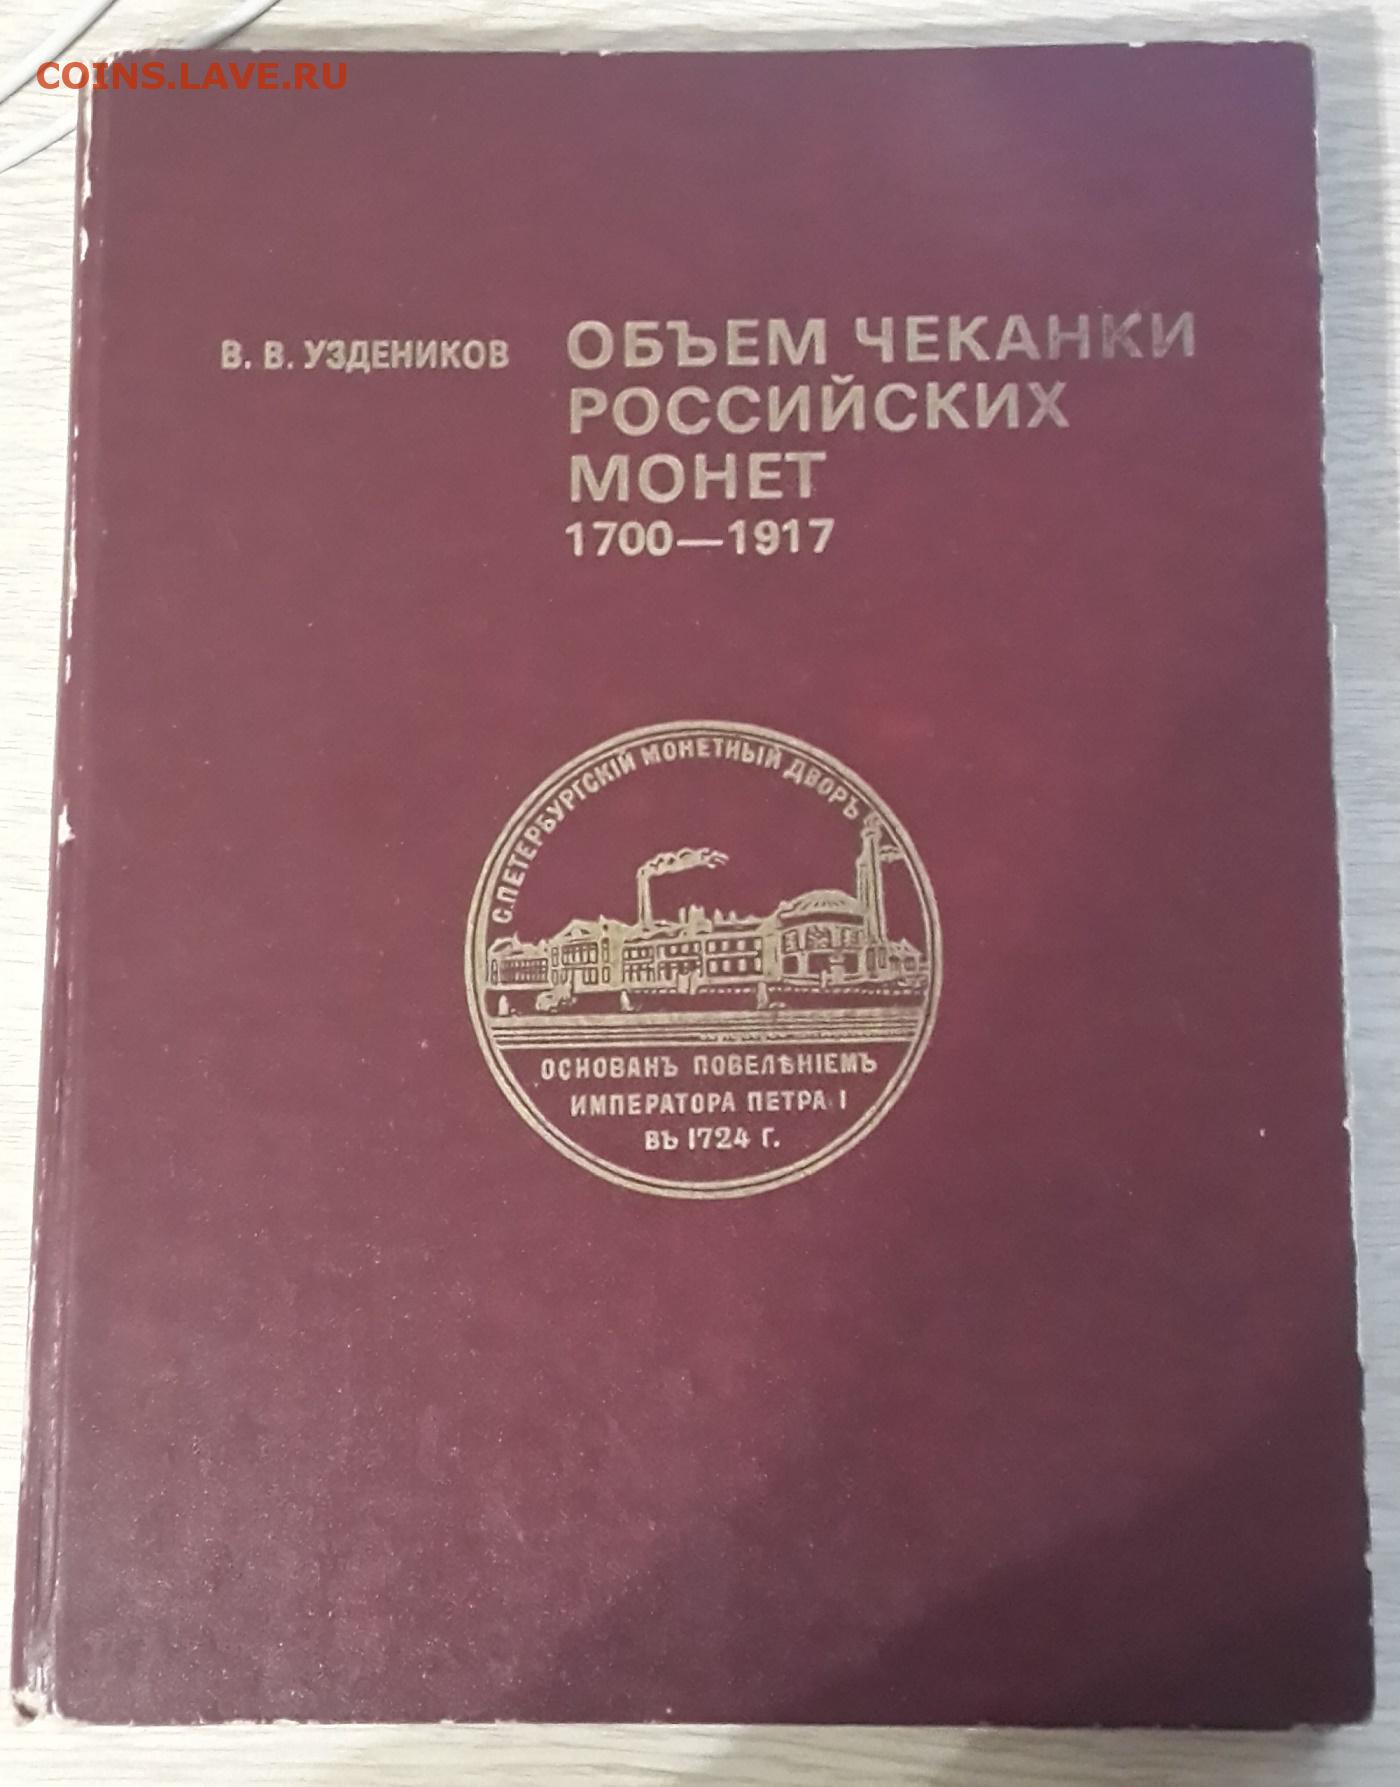 COINS.LAVE.RU
В. В. УЗДЕНИКОВ
ОБЪЕМ ЧЕКАНКИ
РОССИЙСКИХ
МОНЕТ
1700—1917
С.ПЕТЕРБУРГСКІЙ МОНЕТНЫЙ ДВОРЪ
ОСНОВАНЪ ПОВЕЛѢНІЕМЪ
ИМПЕРАТОРА ПЕТРА I
ВЪ 1724 Г.